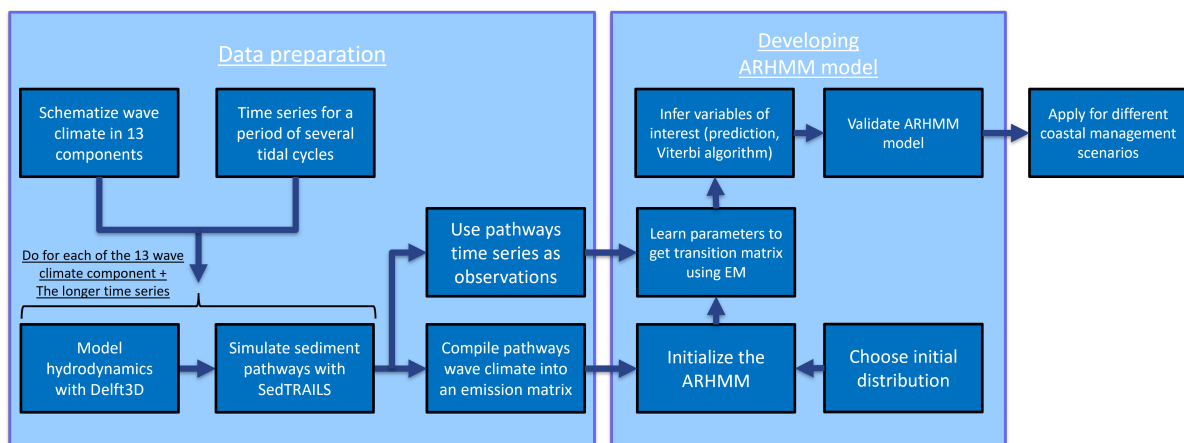 Data preparation
Schematize wave
climate in 13
components
Time series for a
period of several
tidal cycles
Do for each of the 13 wave
climate component +
The longer time series
Model
hydrodynamics
with Delft3D
Simulate sediment
pathways with
SedTRAILS
Use pathways
time series as
observations
Compile pathways
wave climate into
an emission matrix
Developing
ARHMM model
Infer variables of
interest (prediction,
Viterbi algorithm)
Validate ARHMM
model
Learn parameters to
get transition matrix
using EM
Initialize the
ARHMM
Choose initial
distribution
Apply for different
coastal management
scenarios